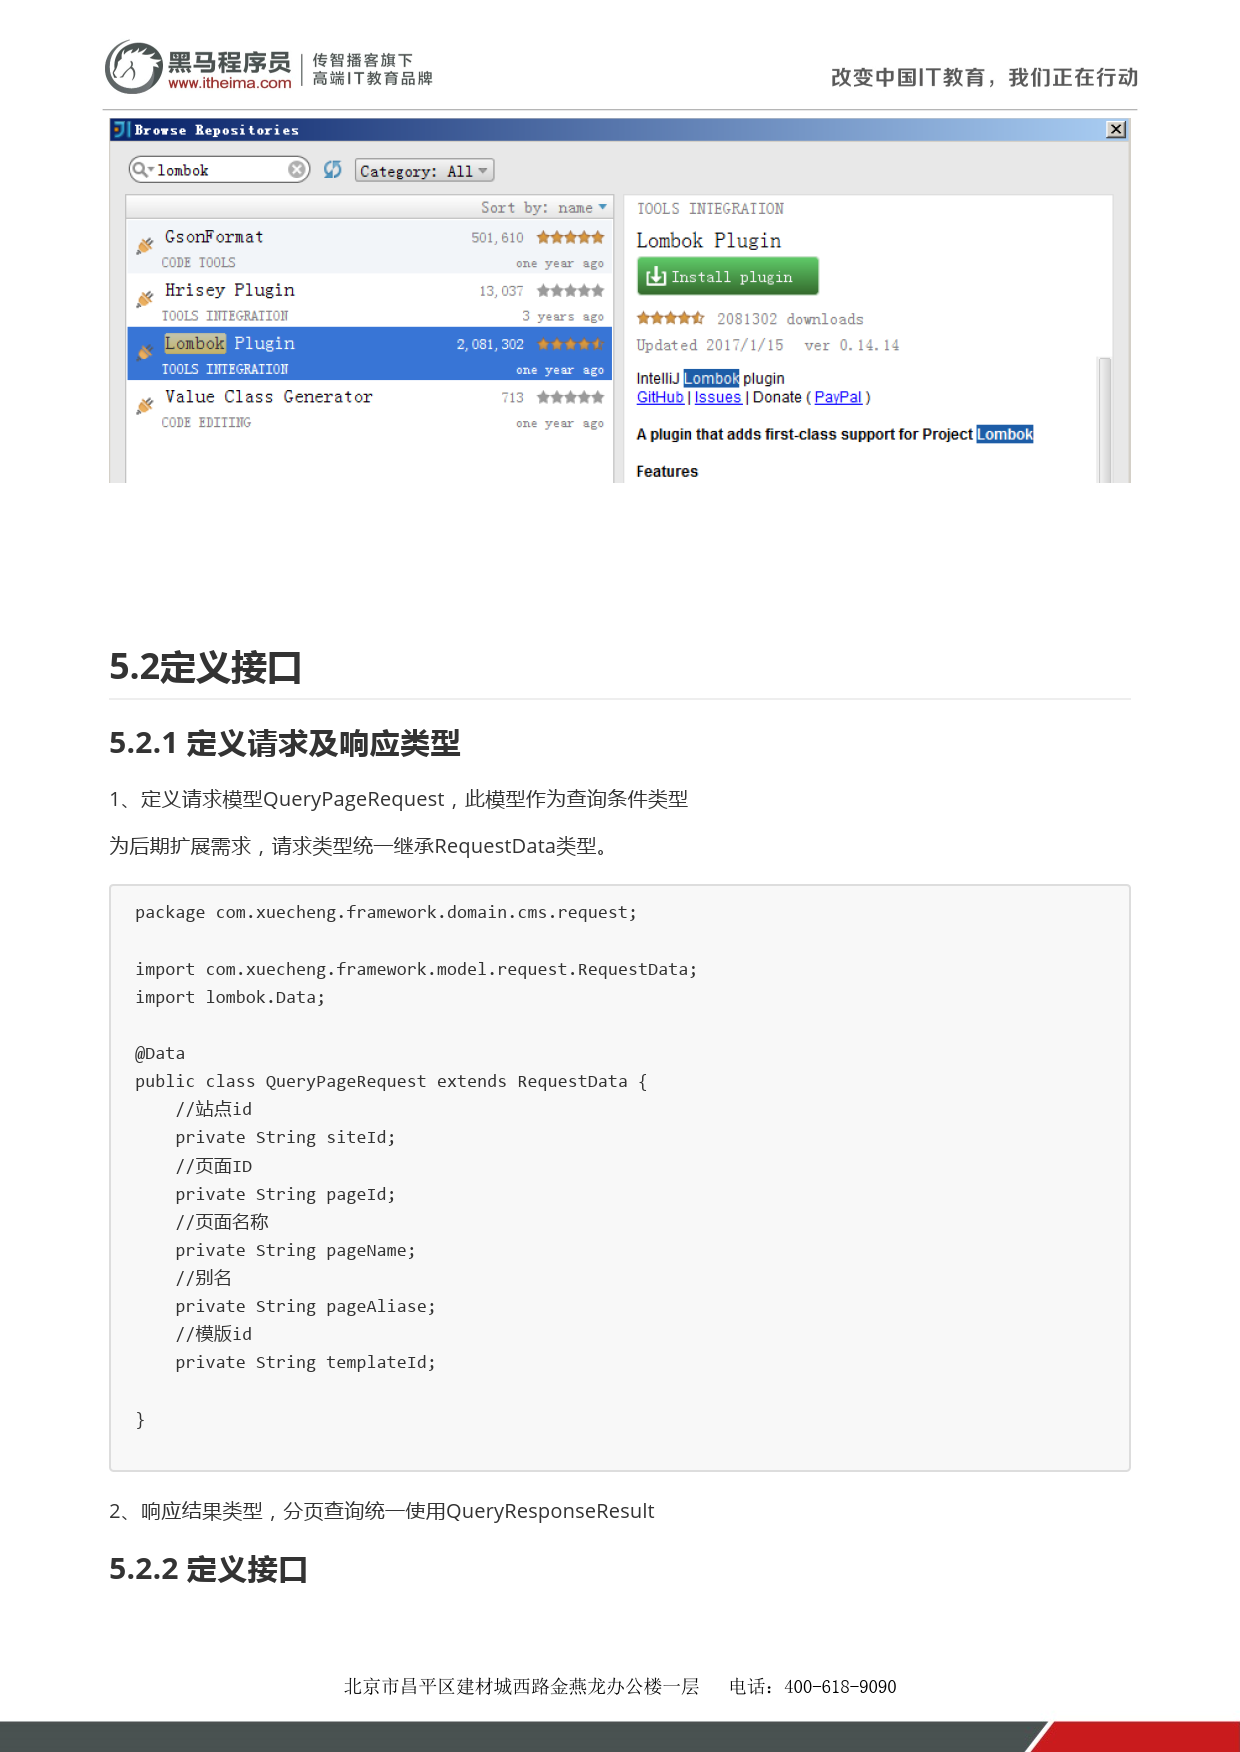 黑马程序员
www.itheima.com
传智播客旗下
高端IT教育品牌
改变中国IT教育，我们正在行动
Browse Repositories
lombok
Category: All
Sort by: name
GsonFormat 501,610
CODE TOOLS one year ago
Hrisey Plugin 13,037
TOOLS INTEGRATION 3 years ago
Lombok Plugin 2,081,302
TOOLS INTEGRATION one year ago
Value Class Generator 713
CODE EDITING one year ago
TOOLS INTEGRATION
Lombok Plugin
Install plugin
2081302 downloads
Updated 2017/1/15 ver 0.14.14
IntelliJ Lombok plugin
GitHub | Issues | Donate ( PayPal )
A plugin that adds first-class support for Project Lombok
Features
5.2定义接口
5.2.1 定义请求及响应类型
1、定义请求模型QueryPageRequest，此模型作为查询条件类型
为后期扩展需求，请求类型统一继承RequestData类型。
package com.xuecheng.framework.domain.cms.request;
import com.xuecheng.framework.model.request.RequestData;
import lombok.Data;
@Data
public class QueryPageRequest extends RequestData {
//站点id
private String siteId;
//页面ID
private String pageId;
//页面名称
private String pageName;
//别名
private String pageAliase;
//模版id
private String templateId;
}
2、响应结果类型，分页查询统一使用QueryResponseResult
5.2.2 定义接口
北京市昌平区建材城西路金燕龙办公楼一层 电话：400-618-9090